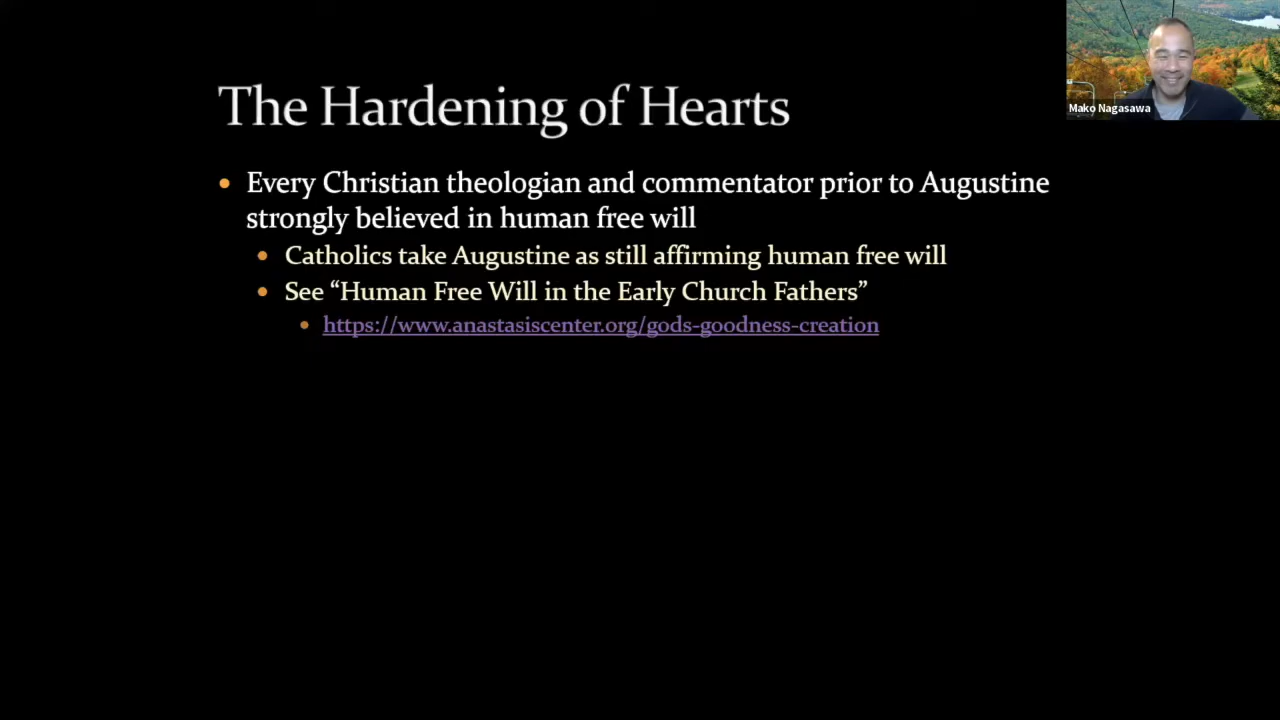 The Hardening of Hearts
Mako Nagasawa
• Every Christian theologian and commentator prior to Augustine
strongly believed in human free will
• Catholics take Augustine as still affirming human free will
• See “Human Free Will in the Early Church Fathers”
• https://www.anastasiscenter.org/gods-goodness-creation